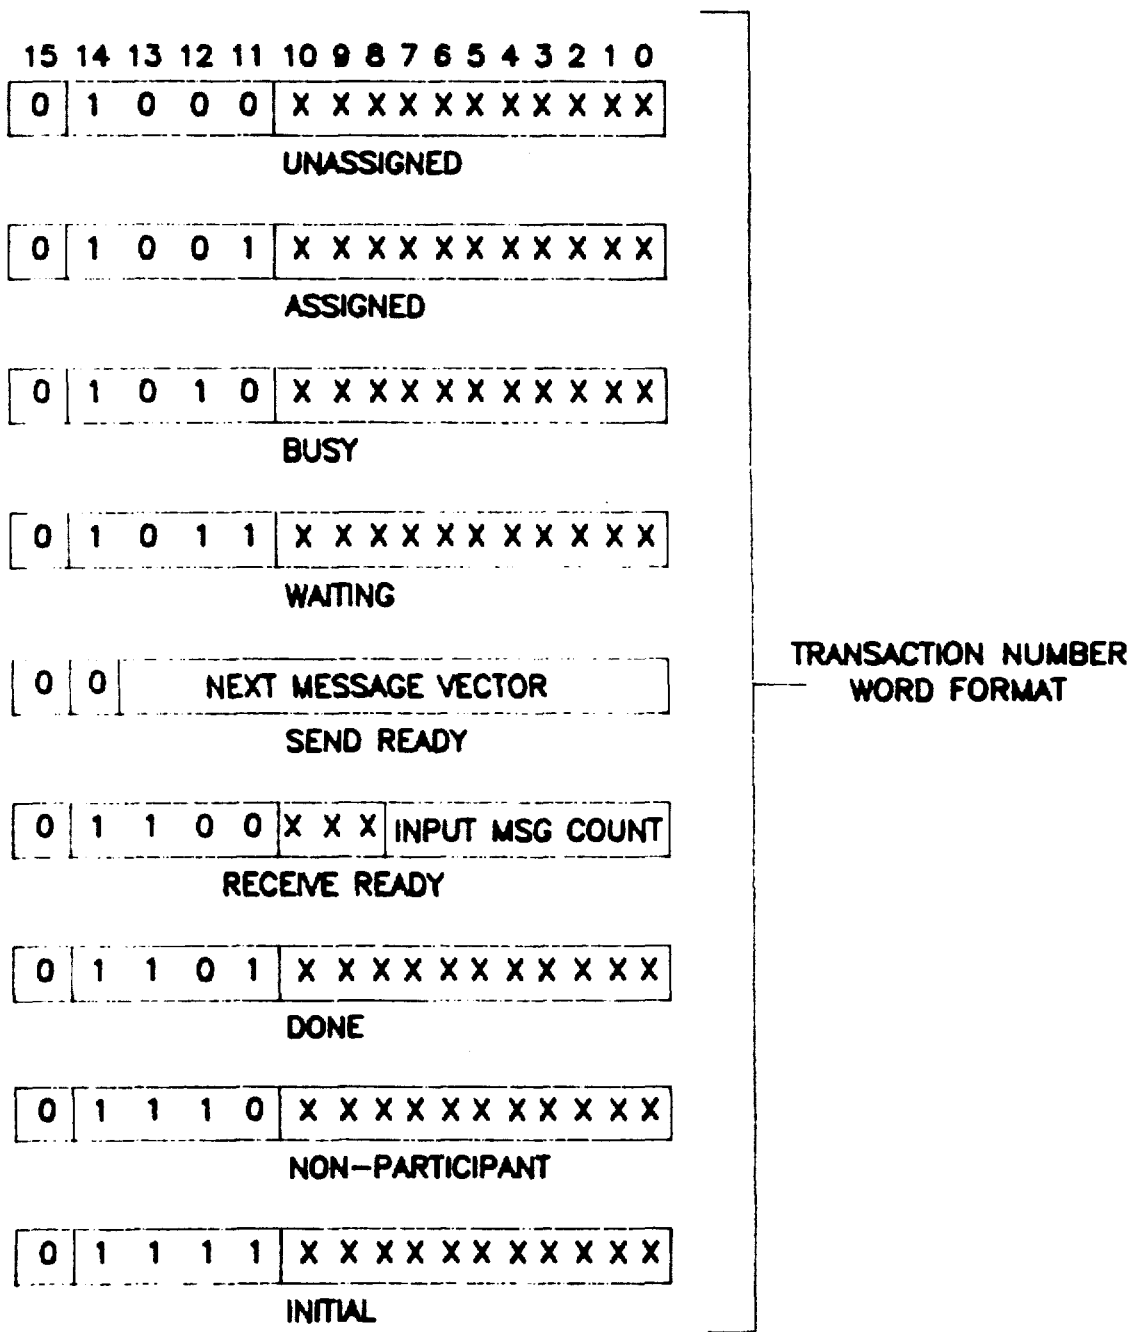 15 14 13 12 11 10 9 8 7 6 5 4 3 2 1 0
0 1 0 0 0 X X X X X X X X X X X
UNASSIGNED
0 1 0 0 1 X X X X X X X X X X X
ASSIGNED
0 1 0 1 0 X X X X X X X X X X X
BUSY
0 1 0 1 1 X X X X X X X X X X X
WAITING
0 0 NEXT MESSAGE VECTOR
SEND READY
0 1 1 0 0 X X X INPUT MSG COUNT
RECEIVE READY
0 1 1 0 1 X X X X X X X X X X X
DONE
0 1 1 1 0 X X X X X X X X X X X
NON-PARTICIPANT
0 1 1 1 1 X X X X X X X X X X X
INITIAL
TRANSACTION NUMBER
WORD FORMAT